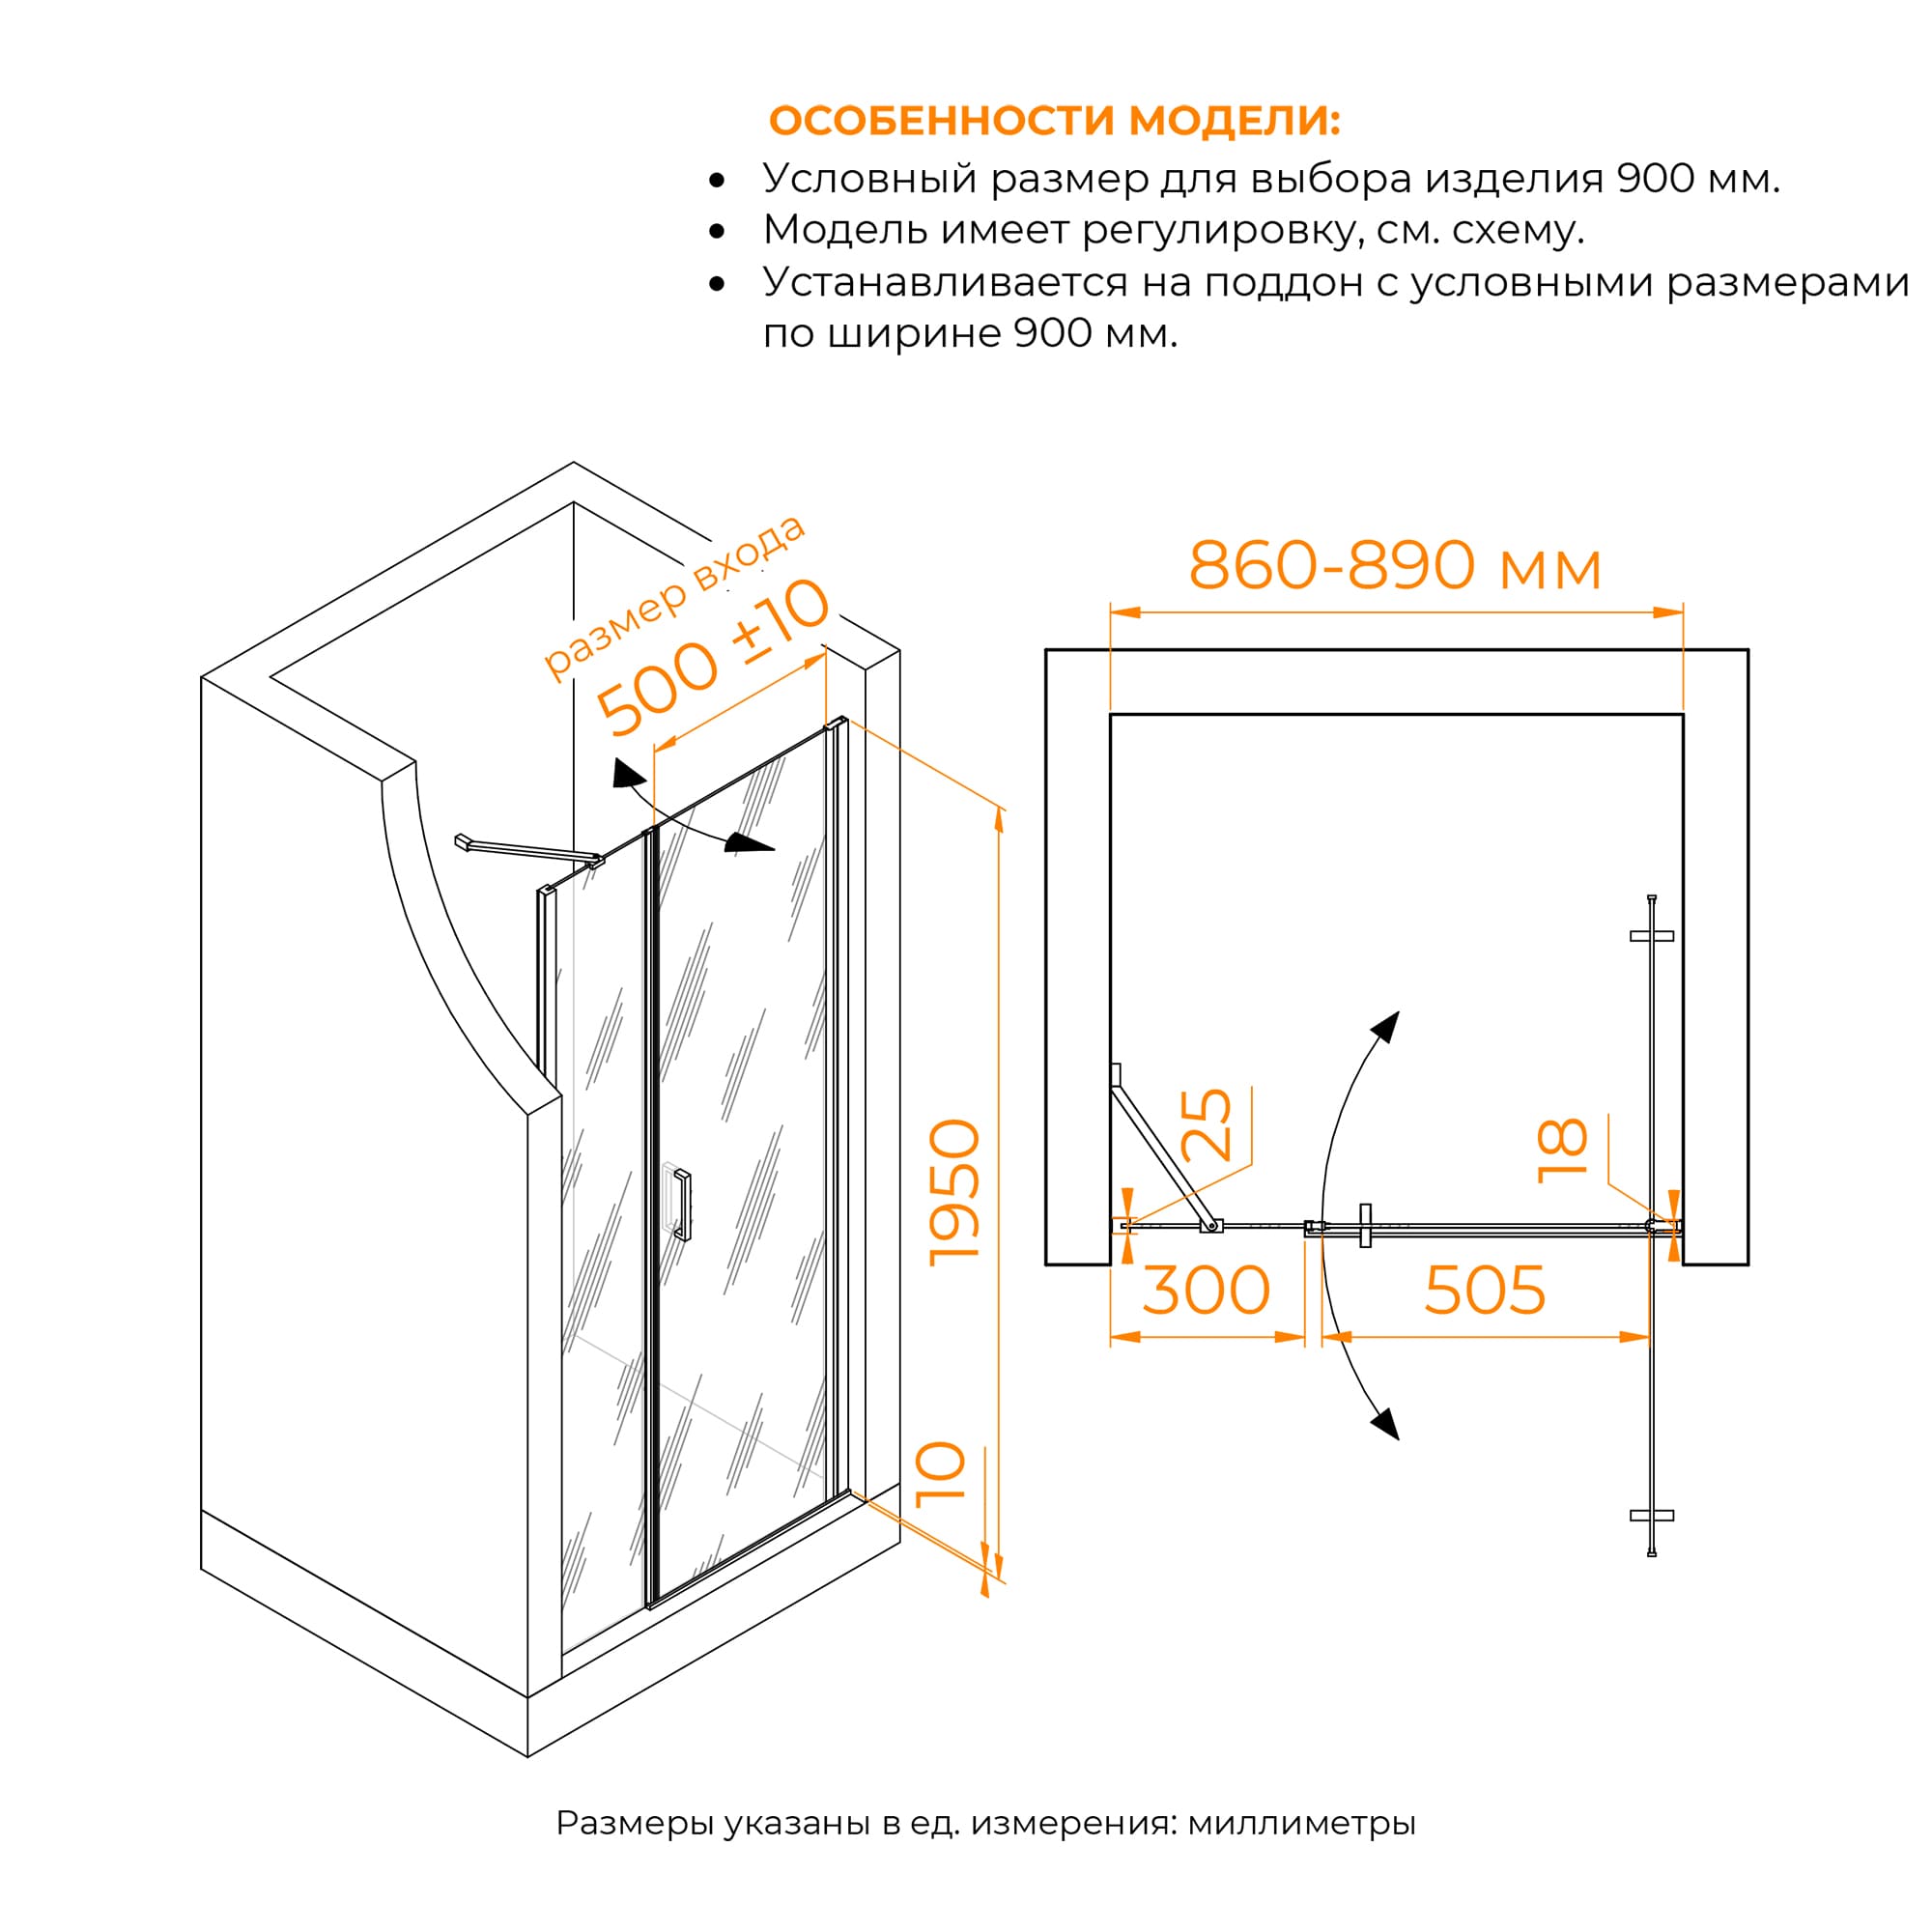 ОСОБЕННОСТИ МОДЕЛИ:
• Условный размер для выбора изделия 900 мм.
• Модель имеет регулировку, см. схему.
• Устанавливается на поддон с условными размерами
по ширине 900 мм.
размер входа
500 ±10
860-890 мм
1950
10
25
18
300
505
Размеры указаны в ед. измерения: миллиметры